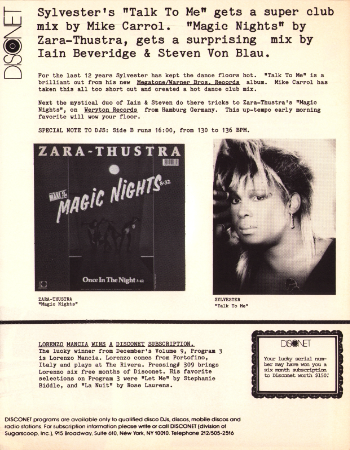 DISCONET
Sylvester's "Talk To Me" gets a super club
mix by Mike Carrol.  "Magic Nights" by
Zara-Thustra, gets a surprising  mix by
Iain Beveridge & Steven Von Blau.
For the last 12 years Sylvester has kept the dance floors hot.  "Talk To Me" is a
brilliant cut from his new Megatone/Warner Bros. Records  album.  Mike Carrol has
taken this all too short cut and created a hot dance club mix.
Next the mystical duo of Iain & Steven do there tricks to Zara-Thustra's "Magic
Nights", on  Veryton Records  from Hamburg Germany.  This up-tempo early morning
favorite will wow your floor.
SPECIAL NOTE TO DJS: Side B runs 16:00, from 130 to 136 BPM.
ZARA-THUSTRA
MAGIC NIGHTS
Once In The Night
ZARA-THUSTRA
"Magic Nights"
SYLVESTER
"Talk To Me"
LORENZO MANCIA WINS A DISCONET SUBSCRIPTION.
The lucky winner from December's Volume 9, Program 3
is Lorenzo Mancia. Lorenzo comes from Portofino,
Italy and plays at The Rivera. Pressing# 309 brings
Lorenzo six free months of Disconet. His favorite
selections on Program 3 were "Let Me" by Stephanie
Biddle, and "La Nuit" by Rose Laurens.
DISCONET
Your lucky serial num-
ber may have won you a
six month subscription
to Disconet worth $150!
DISCONET programs are available only to qualified disco DJs, discos, mobile discos and
radio stations. For subscription information please write or call DISCONET (division of
Sugarscoop, Inc.), 915 Broadway, Suite 610, New York, NY 10010. Telephone 212/505-2516